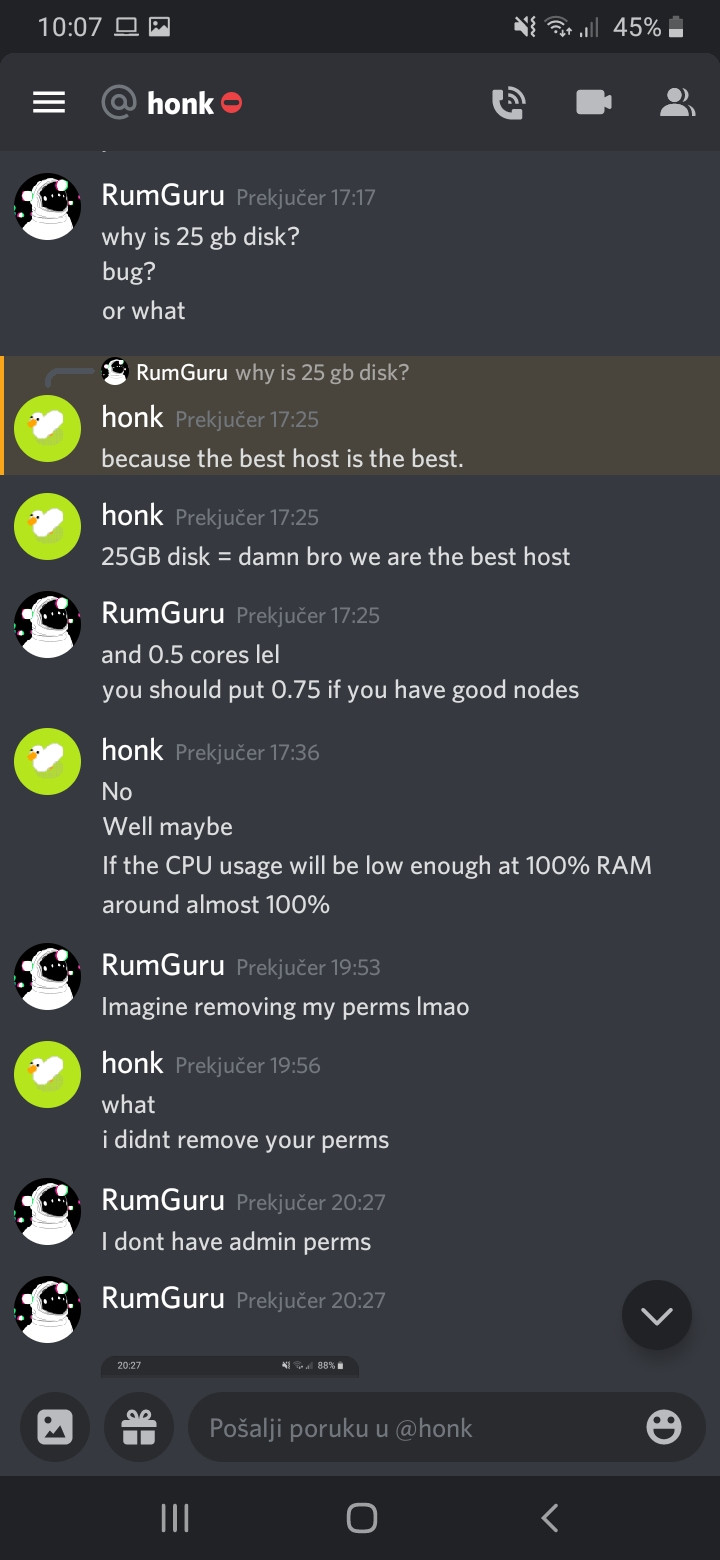 10:07 45%
@ honk
RumGuru Prekjučer 17:17
why is 25 gb disk?
bug?
or what
RumGuru why is 25 gb disk?
honk Prekjučer 17:25
because the best host is the best.
honk Prekjučer 17:25
25GB disk = damn bro we are the best host
RumGuru Prekjučer 17:25
and 0.5 cores lel
you should put 0.75 if you have good nodes
honk Prekjučer 17:36
No
Well maybe
If the CPU usage will be low enough at 100% RAM
around almost 100%
RumGuru Prekjučer 19:53
Imagine removing my perms lmao
honk Prekjučer 19:56
what
i didnt remove your perms
RumGuru Prekjučer 20:27
I dont have admin perms
RumGuru Prekjučer 20:27
20:27 88%
Pošalji poruku u @honk